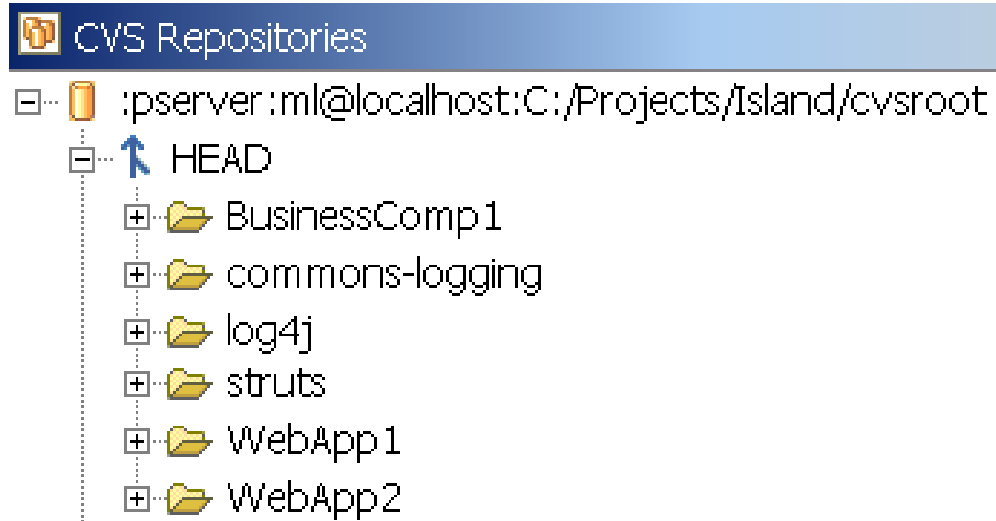 CVS Repositories
:pserver:ml@localhost:C:/Projects/Island/cvsroot
HEAD
BusinessComp1
commons-logging
log4j
struts
WebApp1
WebApp2